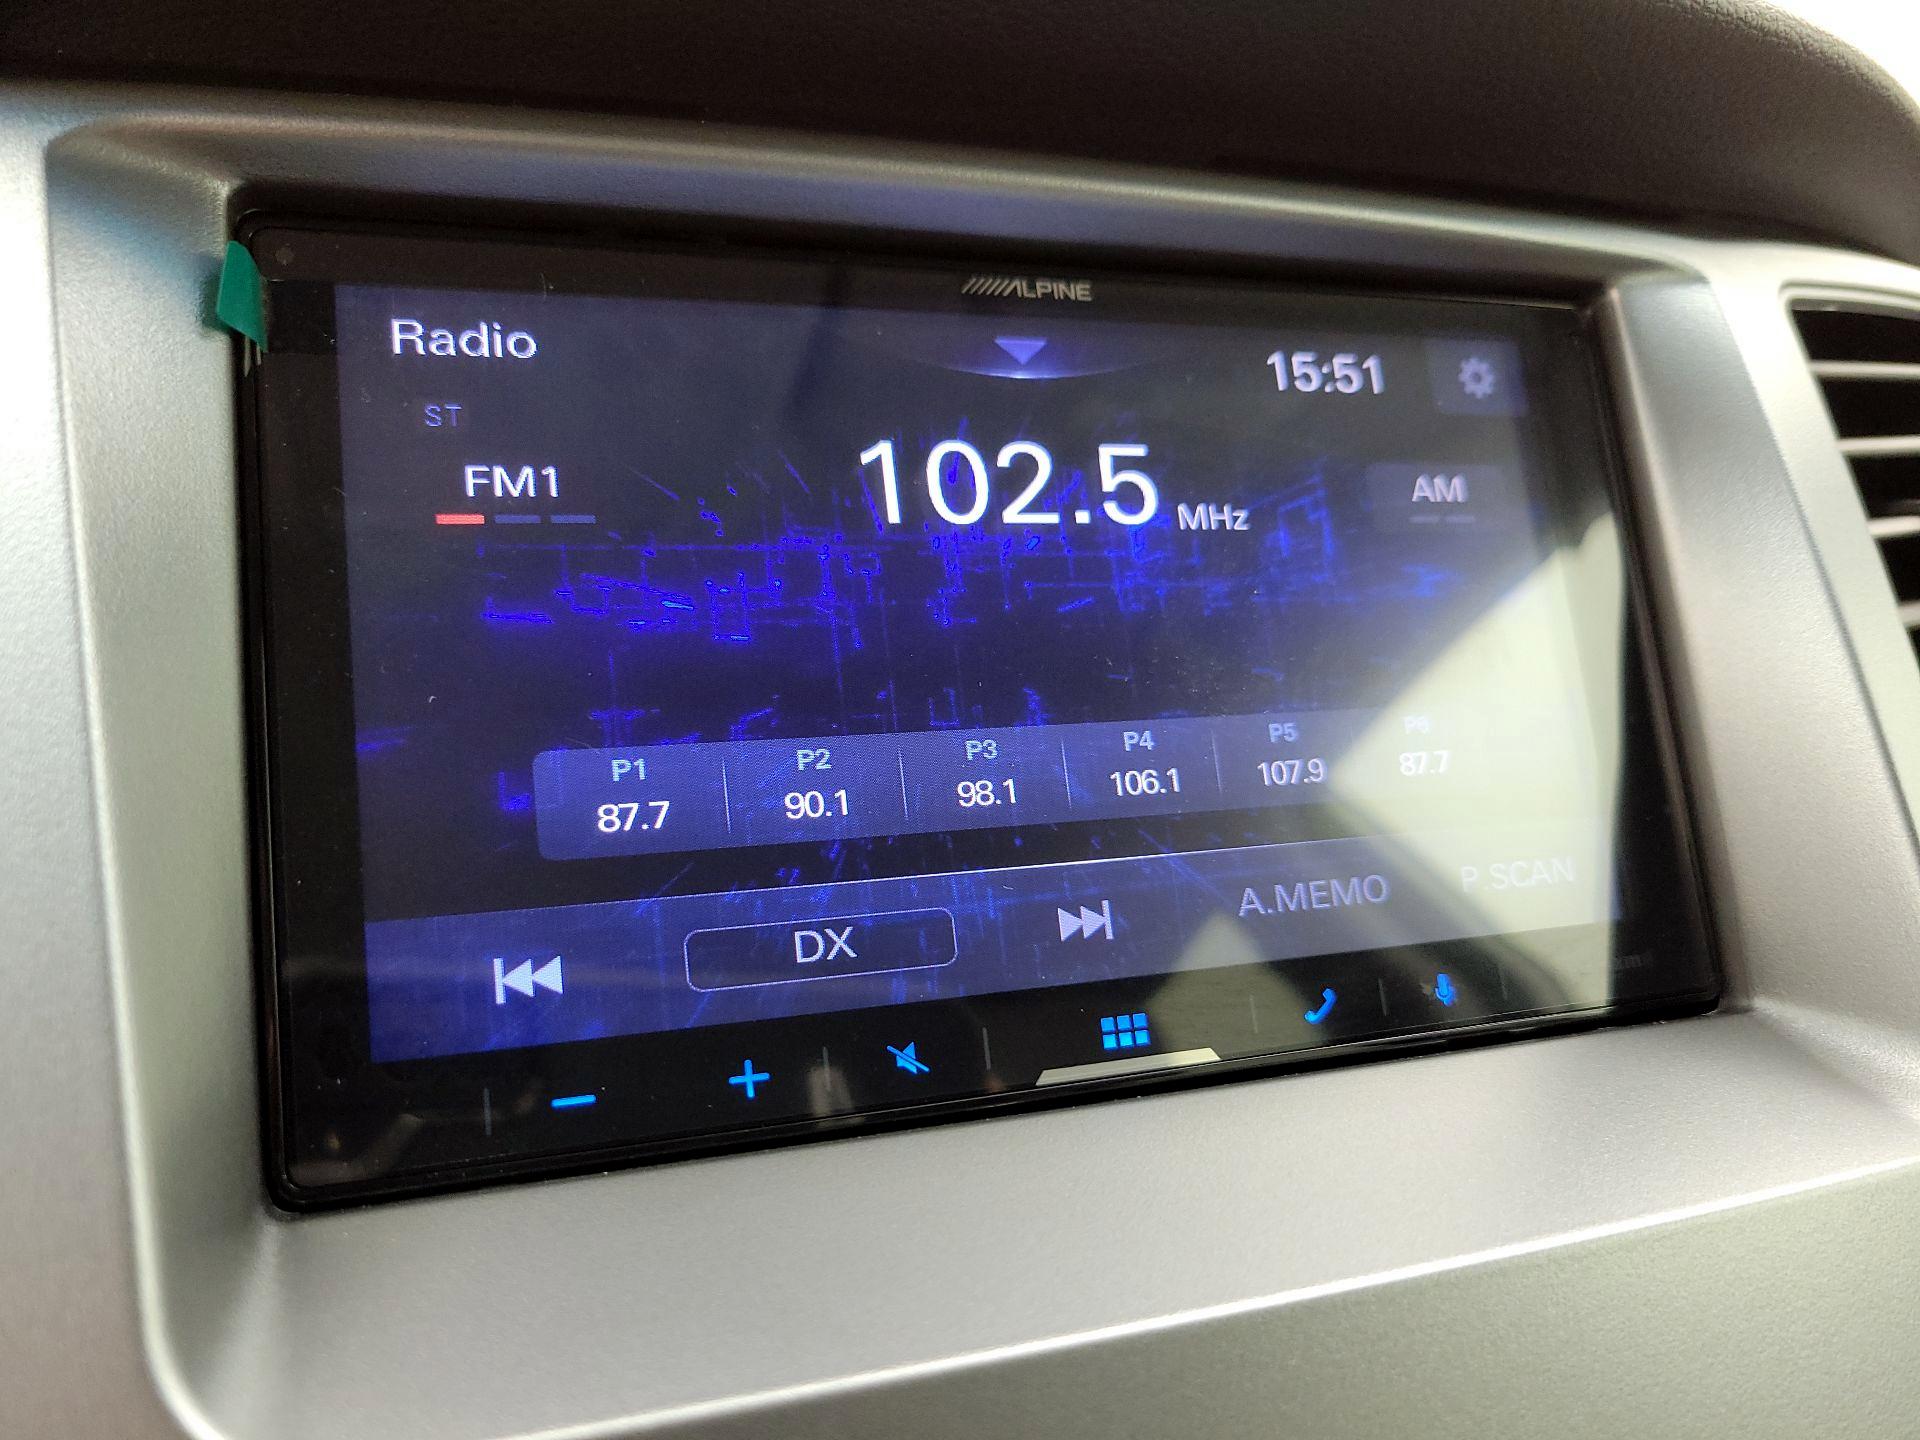 ALPINE
Radio
15:51
ST
FM1
102.5 MHz
AM
P1 P2 P3 P4 P5 P6
87.7 90.1 98.1 106.1 107.9 87.7
DX
A.MEMO
P.SCAN